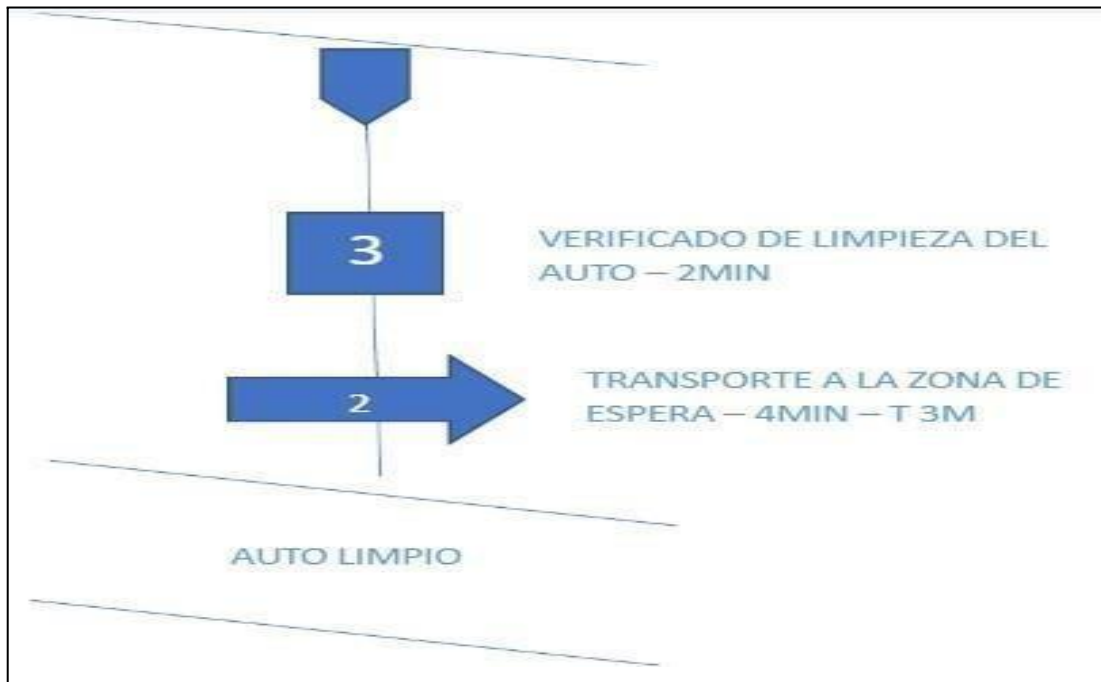 3
VERIFICADO DE LIMPIEZA DEL
AUTO – 2MIN
2
TRANSPORTE A LA ZONA DE
ESPERA – 4MIN – T 3M
AUTO LIMPIO